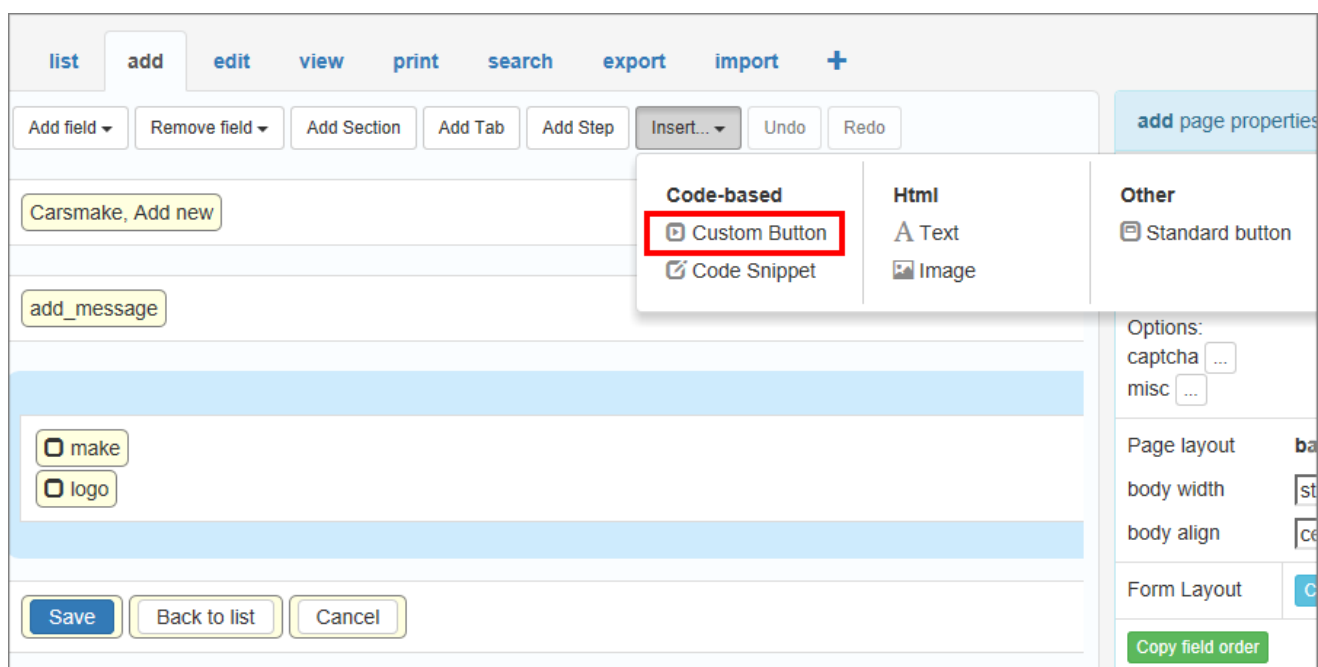 list add edit view print search export import
Add field Remove field Add Section Add Tab Add Step Insert... Undo Redo
add page properties
Code-based Html Other
Custom Button Text Standard button
Code Snippet Image
Carsmake, Add new
add_message
Options:
captcha ...
misc ...
make
logo
Page layout
body width
body align
Form Layout
Save Back to list Cancel
Copy field order